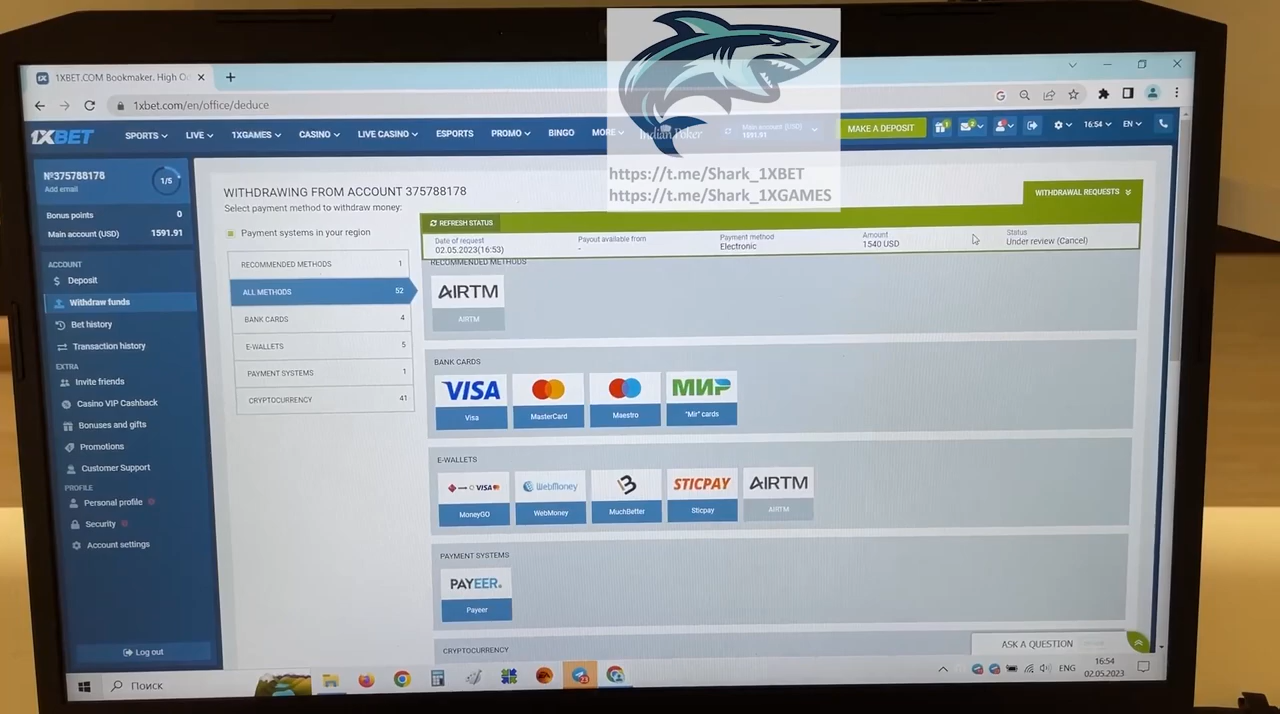 1XBET.COM Bookmaker. High O
1xbet.com/en/office/deduce
1XBET
SPORTS
LIVE
1XGAMES
CASINO
LIVE CASINO
ESPORTS
PROMO
BINGO
MORE
Indian Poker
Main account (USD)
1591.91
MAKE A DEPOSIT
16:54
EN
https://t.me/Shark_1XBET
https://t.me/Shark_1XGAMES
№375788178
Add email
1/5
Bonus points 0
Main account (USD) 1591.91
ACCOUNT
Deposit
Withdraw funds
Bet history
Transaction history
EXTRA
Invite friends
Casino VIP Cashback
Bonuses and gifts
Promotions
Customer Support
PROFILE
Personal profile
Security
Account settings
Log out
WITHDRAWING FROM ACCOUNT 375788178
Select payment method to withdraw money:
WITHDRAWAL REQUESTS
Payment systems in your region
RECOMMENDED METHODS 1
ALL METHODS 52
BANK CARDS 4
E-WALLETS 5
PAYMENT SYSTEMS 1
CRYPTOCURRENCY 41
REFRESH STATUS
Date of request
02.05.2023(16:53)
Payout available from
-
Payment method
Electronic
Amount
1540 USD
Status
Under review (Cancel)
RECOMMENDED METHODS
AIRTM
AIRTM
BANK CARDS
VISA
МИР
Visa
MasterCard
Maestro
"Mir" cards
E-WALLETS
VISA
WebMoney
STICPAY
AIRTM
MoneyGO
WebMoney
MuchBetter
Sticpay
AIRTM
PAYMENT SYSTEMS
PAYEER.
Payeer
CRYPTOCURRENCY
ASK A QUESTION
Поиск
ENG
16:54
02.05.2023